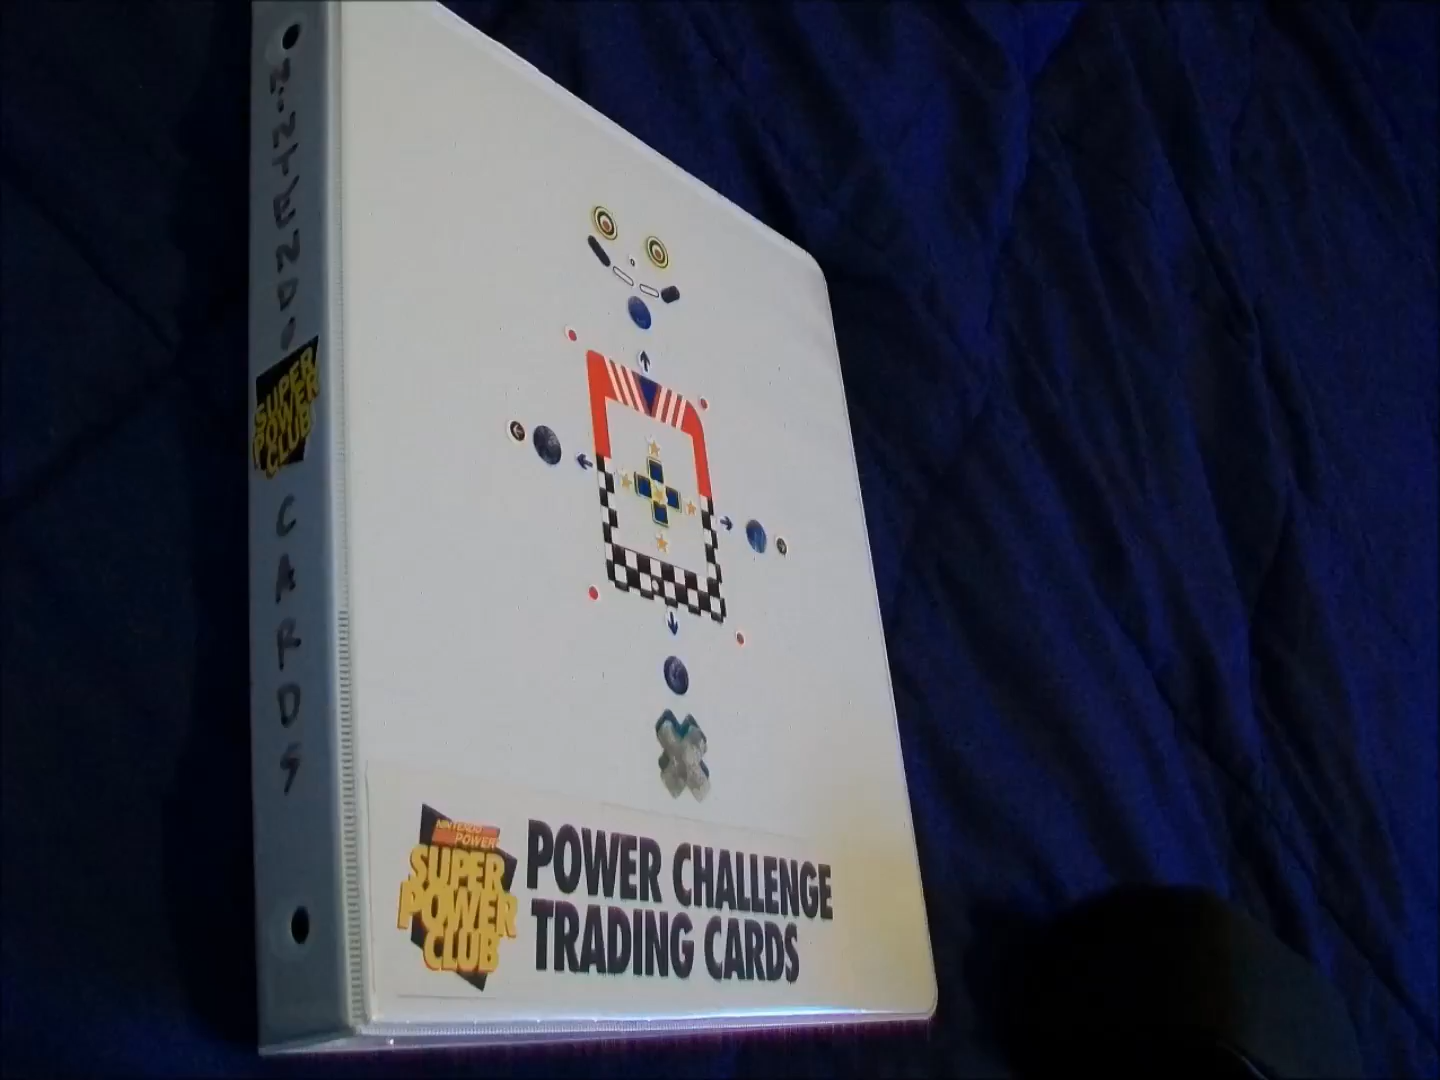 NiNTENDO
SUPER
POWER
CLUB
CARDS
NINTENDO
POWER
SUPER
POWER
CLUB
POWER CHALLENGE
TRADING CARDS